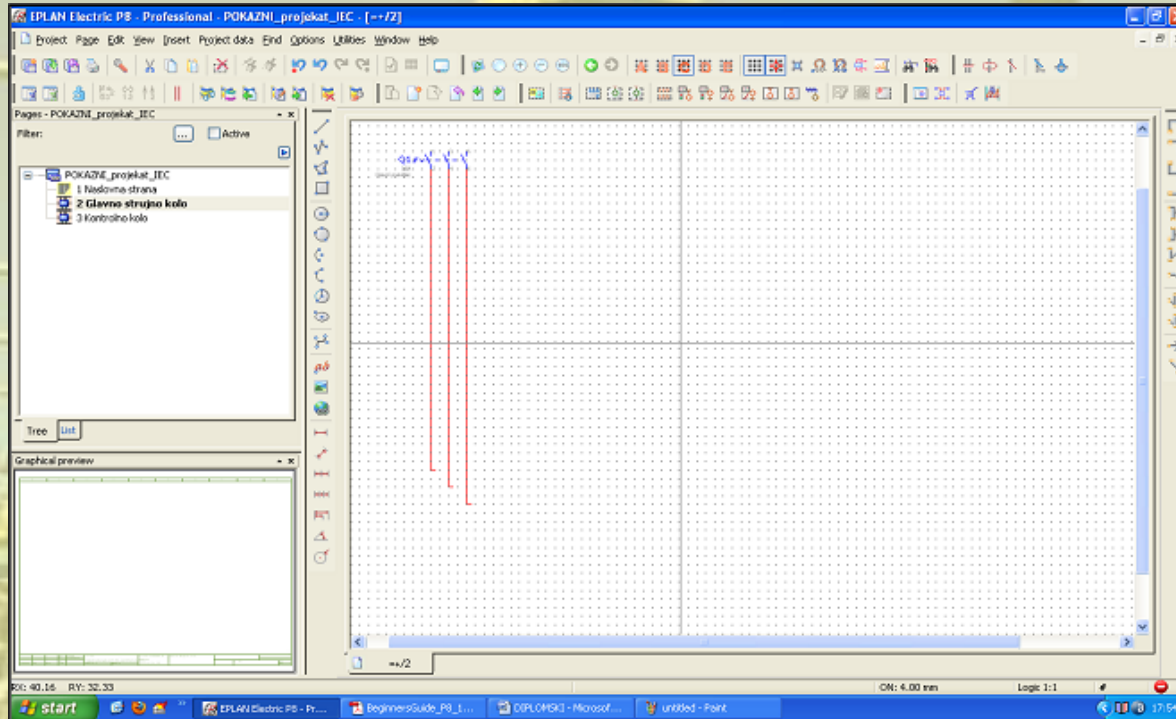 EPLAN Electric P8 - Professional - POKAZNI_projekat_IEC - [=+/2]
Project Page Edit View Insert Project data Find Options Utilities Window Help
Pages - POKAZNI_projekat_IEC
Filter:
... Active
POKAZNI_projekat_IEC
1 Naslovna strana
2 Glavno strujno kolo
3 Kontrolno kolo
Tree List
Graphical preview
=+/2
RX: 40.16 RY: 32.33
ON: 4.00 mm
Logic 1:1
#
start
EPLAN Electric P8 - Pr...
BeginnersGuide_P8_1...
DIPLOMSKI - Microsof...
untitled - Paint